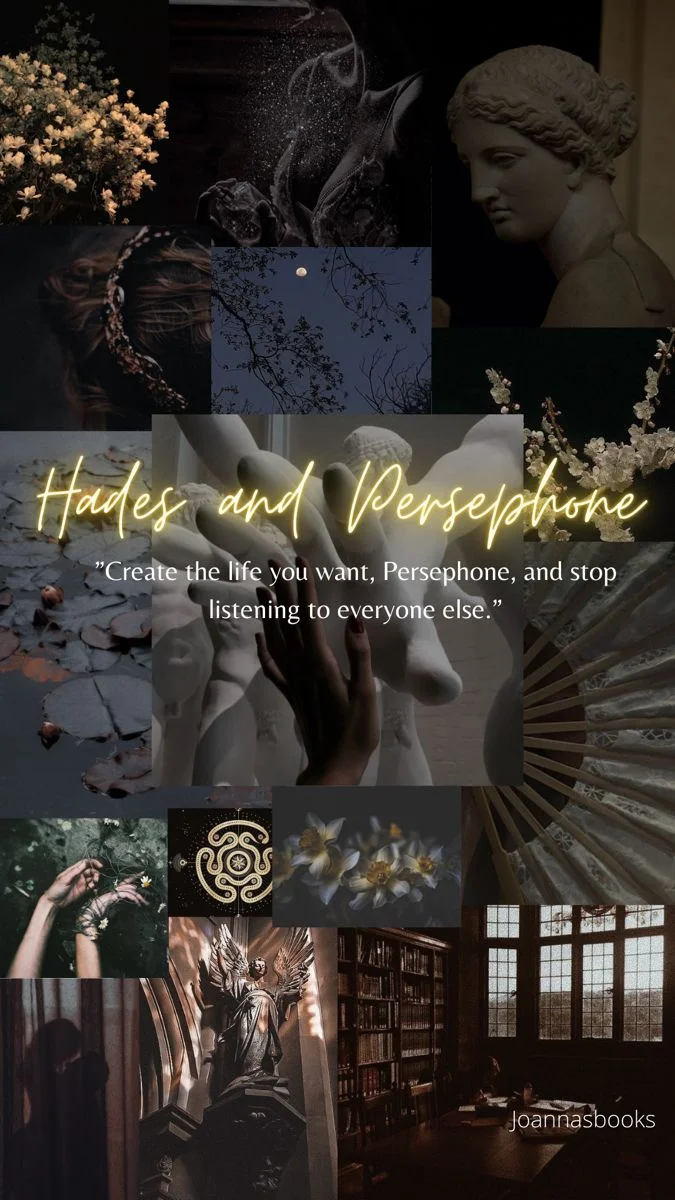 Hades and Persephone
”Create the life you want, Persephone, and stop
listening to everyone else.”
Joannasbooks